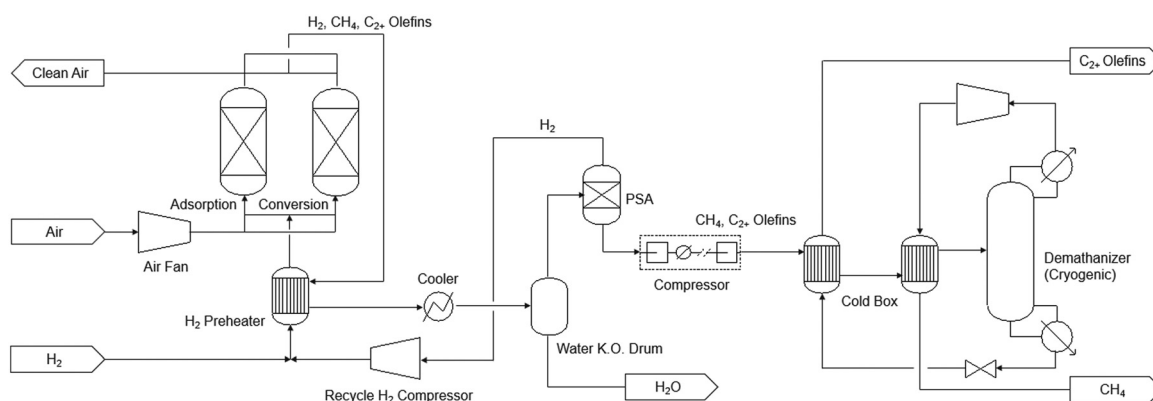 H2, CH4, C2+ Olefins
Clean Air
C2+ Olefins
H2
Adsorption
Conversion
PSA
CH4, C2+ Olefins
Air
Air Fan
Compressor
Cooler
Cold Box
Demathanizer
(Cryogenic)
H2 Preheater
Water K.O. Drum
H2
Recycle H2 Compressor
H2O
CH4